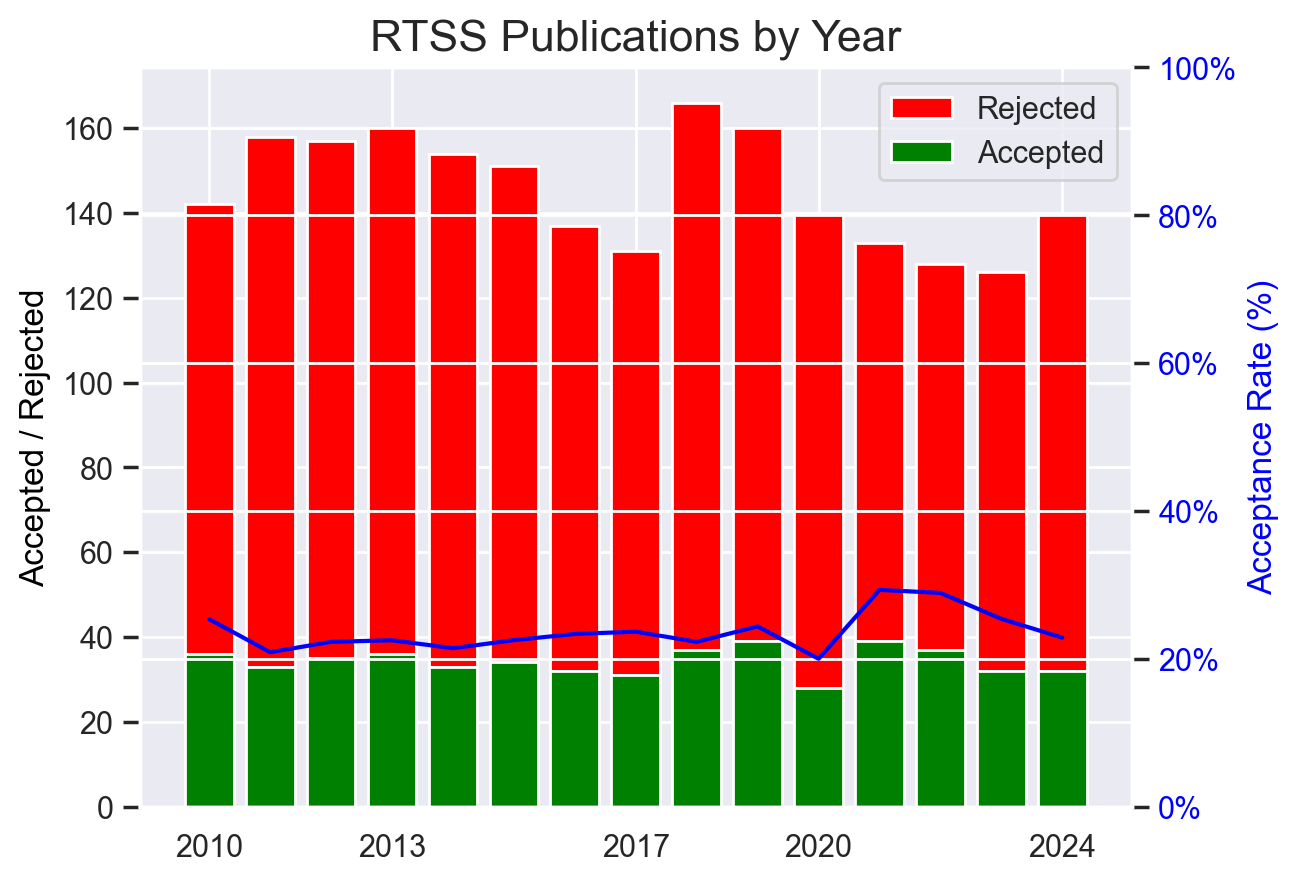 RTSS Publications by Year
Rejected
Accepted
Accepted / Rejected
160
140
120
100
80
60
40
20
0
100%
80%
60%
40%
20%
0%
Acceptance Rate (%)
2010 2013 2017 2020 2024